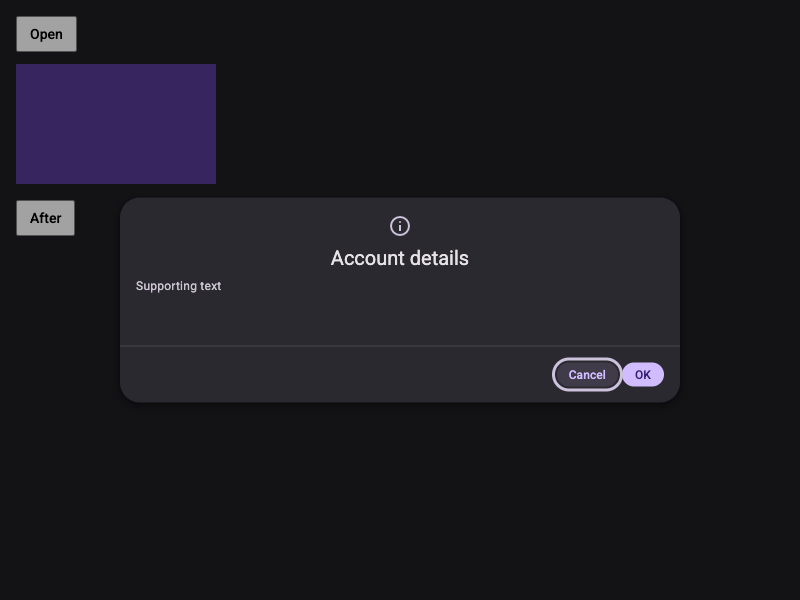 Open
After
Account details
Supporting text
Cancel
OK